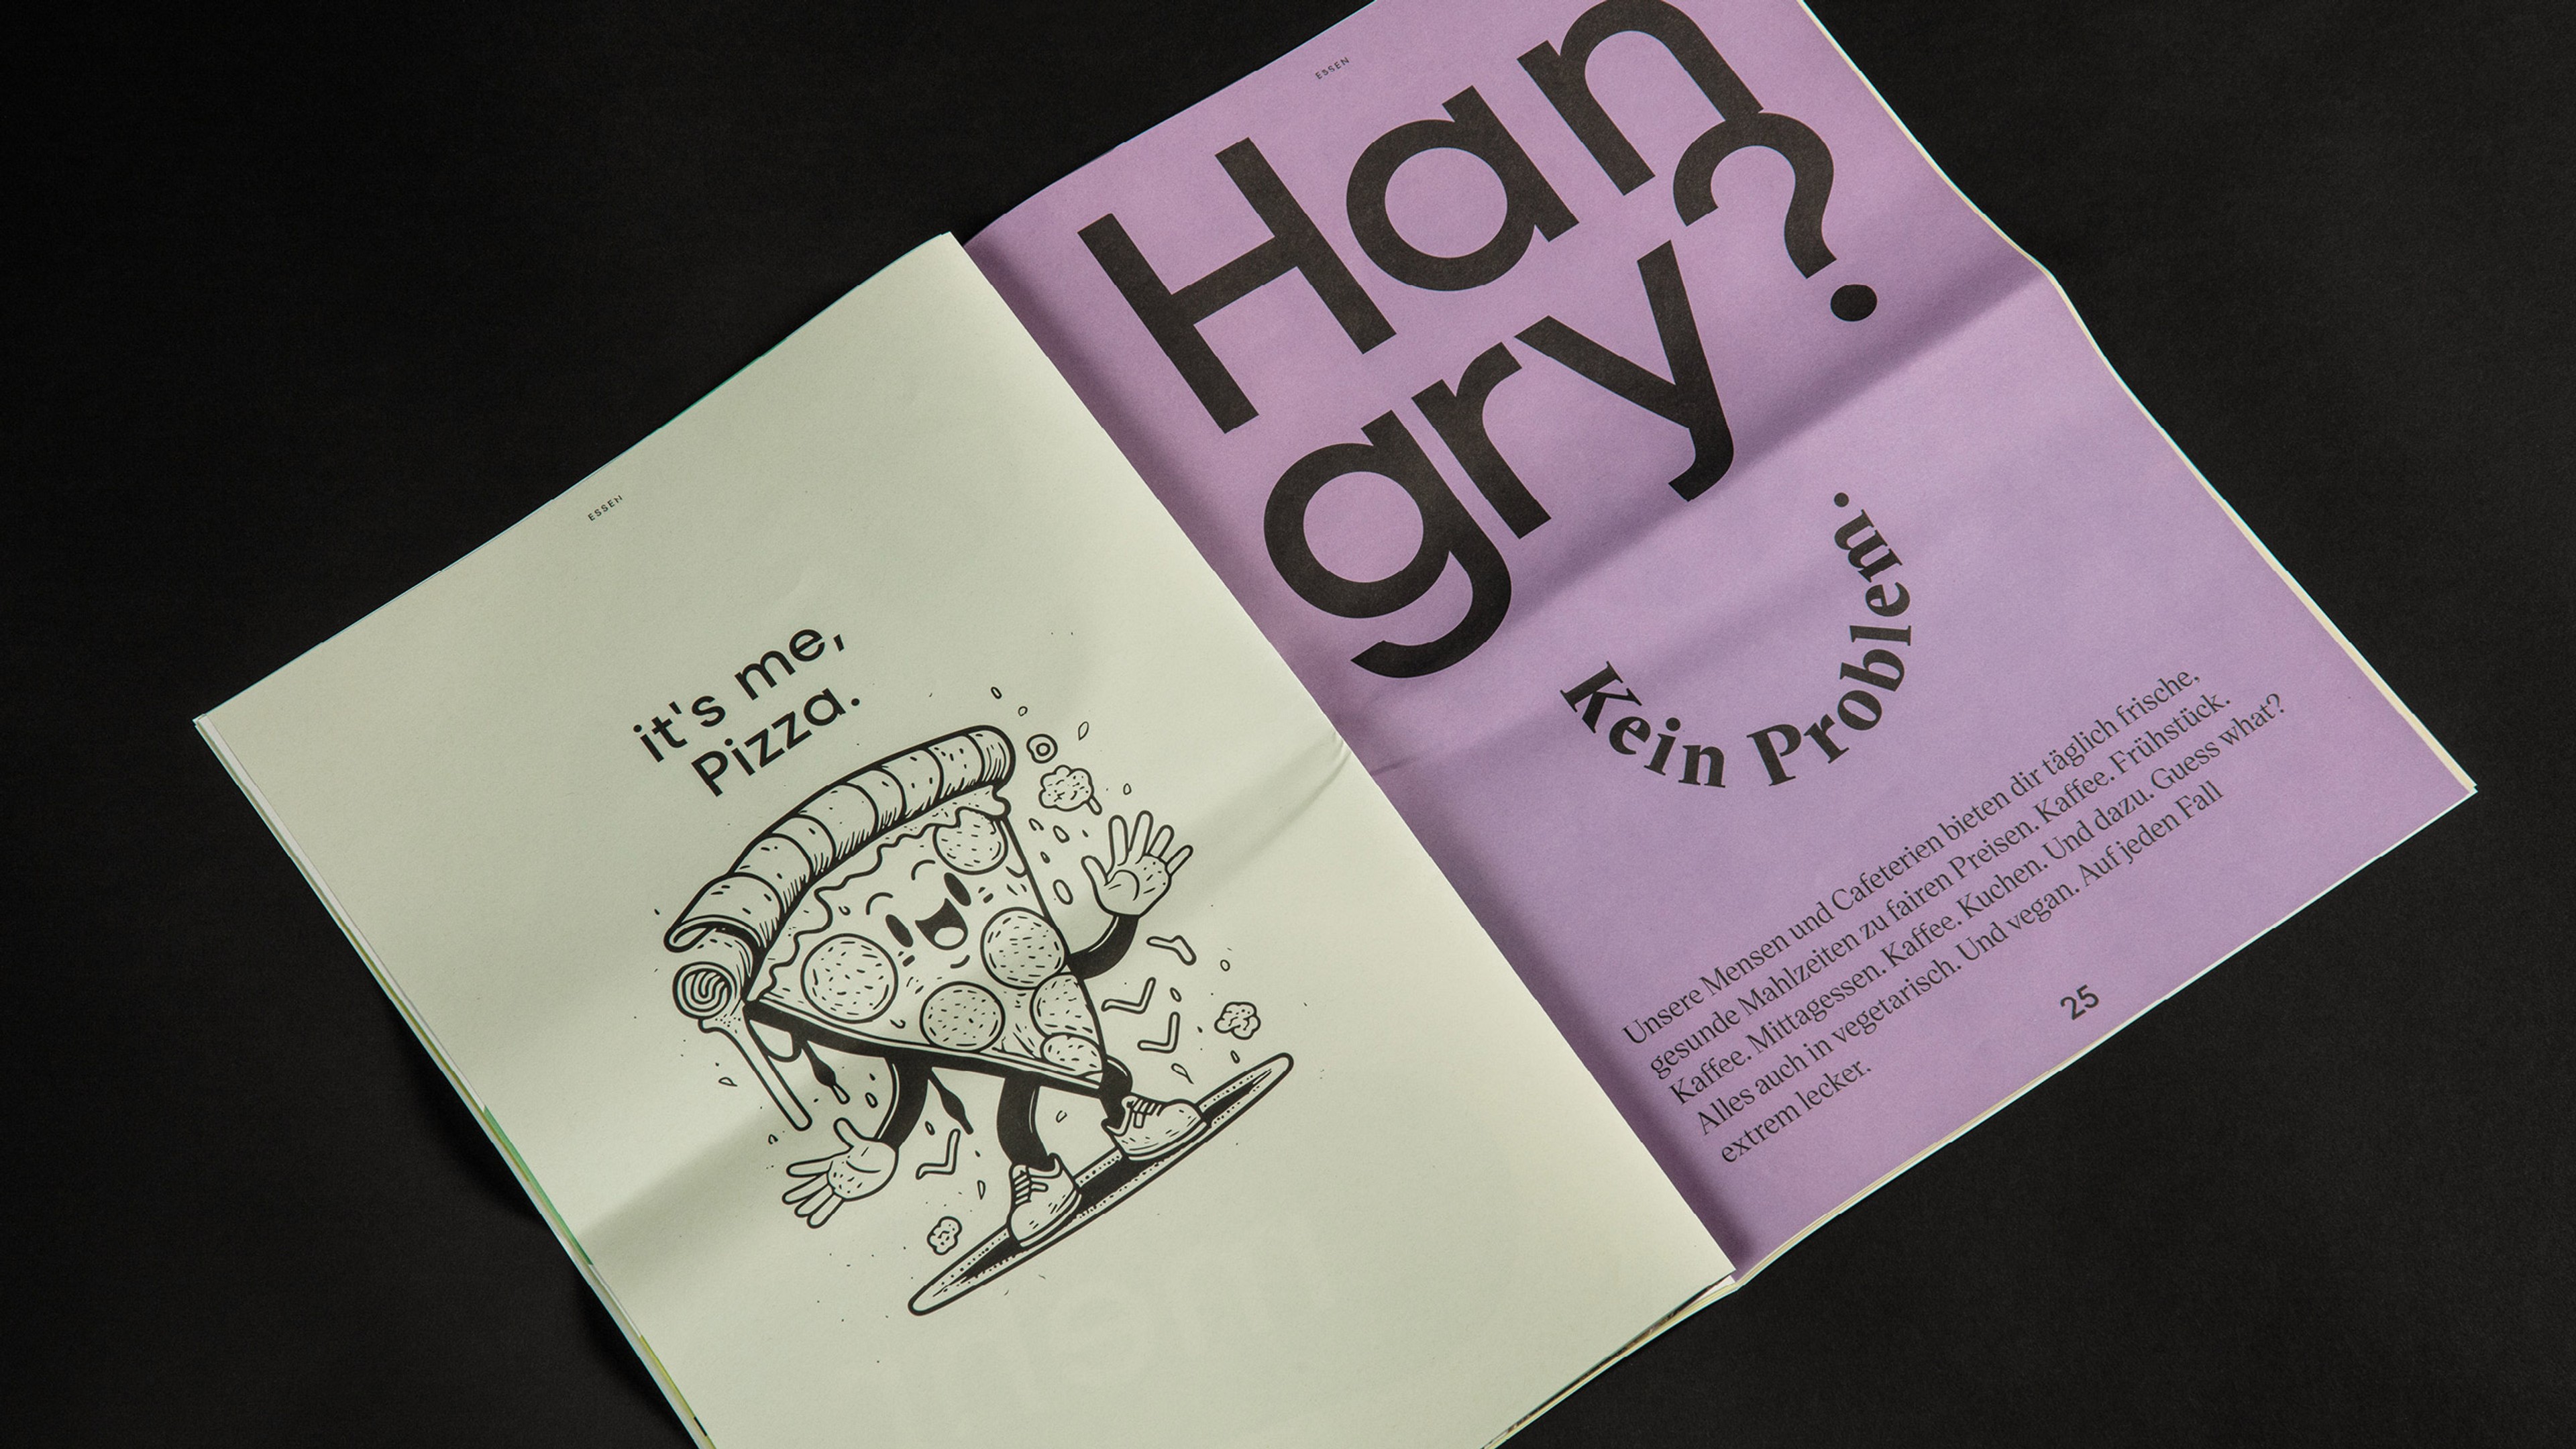 ESSEN
it's me,
Pizza.
ESSEN
Han
gry?
Kein Problem.
Unsere Mensen und Cafeterien bieten dir täglich frische,
gesunde Mahlzeiten zu fairen Preisen. Kaffee. Frühstück.
Kaffee. Mittagessen. Kaffee. Kuchen. Und dazu. Guess what?
Alles auch in vegetarisch. Und vegan. Auf jeden Fall
extrem lecker.
25